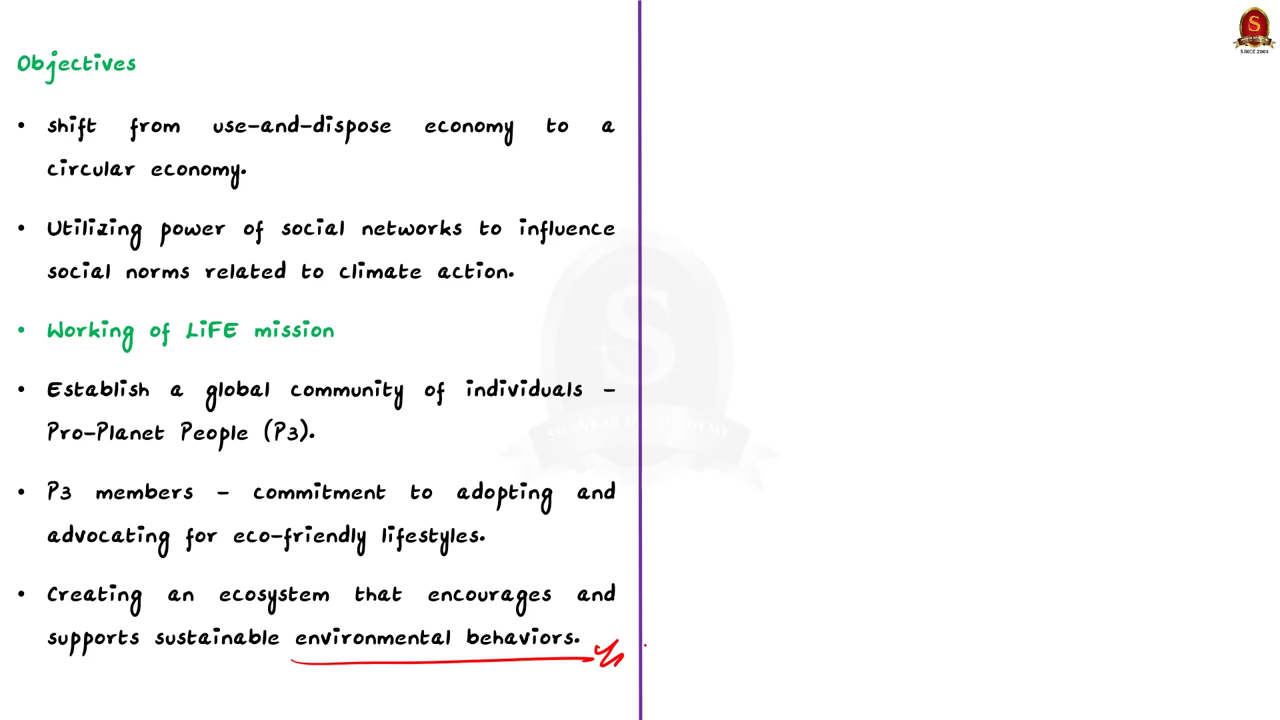 Objectives
• shift from use-and-dispose economy to a
circular economy.
• Utilizing power of social networks to influence
social norms related to climate action.
• Working of LiFE mission
• Establish a global community of individuals -
Pro-Planet People (P3).
• P3 members - commitment to adopting and
advocating for eco-friendly lifestyles.
• Creating an ecosystem that encourages and
supports sustainable environmental behaviors.
S
SINCE 2004